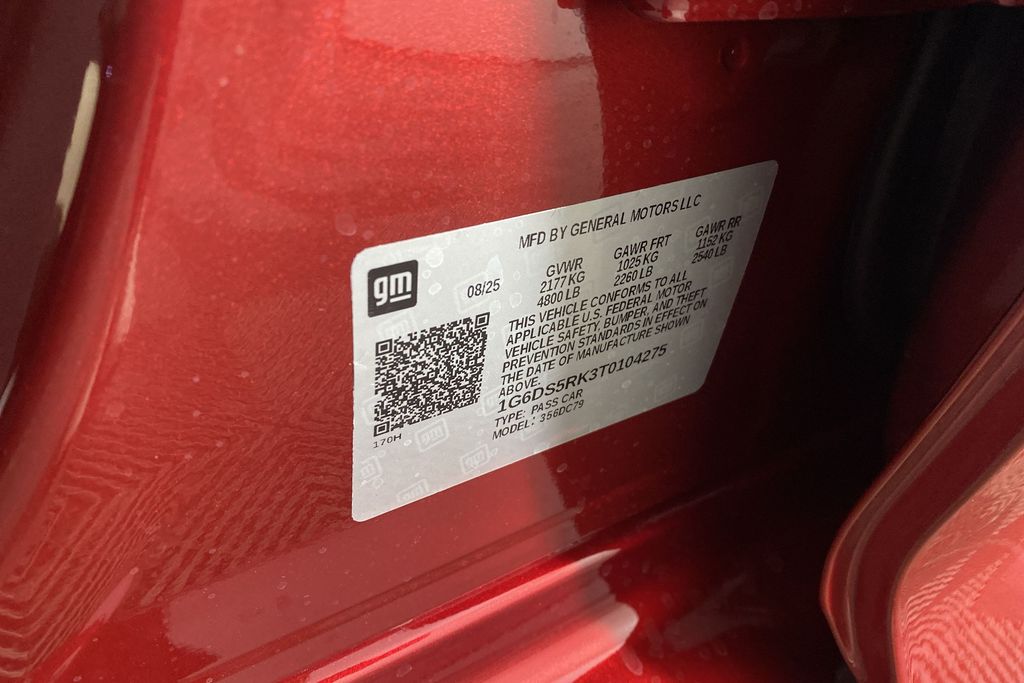 MFD BY GENERAL MOTORS LLC
gm
08/25
GVWR GAWR FRT GAWR RR
2177 KG 1025 KG 1152 KG
4800 LB 2260 LB 2540 LB
THIS VEHICLE CONFORMS TO ALL
APPLICABLE U.S. FEDERAL MOTOR
VEHICLE SAFETY, BUMPER, AND THEFT
PREVENTION STANDARDS IN EFFECT ON
THE DATE OF MANUFACTURE SHOWN
ABOVE.
1G6DS5RK3T0104275
TYPE: PASS CAR
MODEL: 356DC79
170H